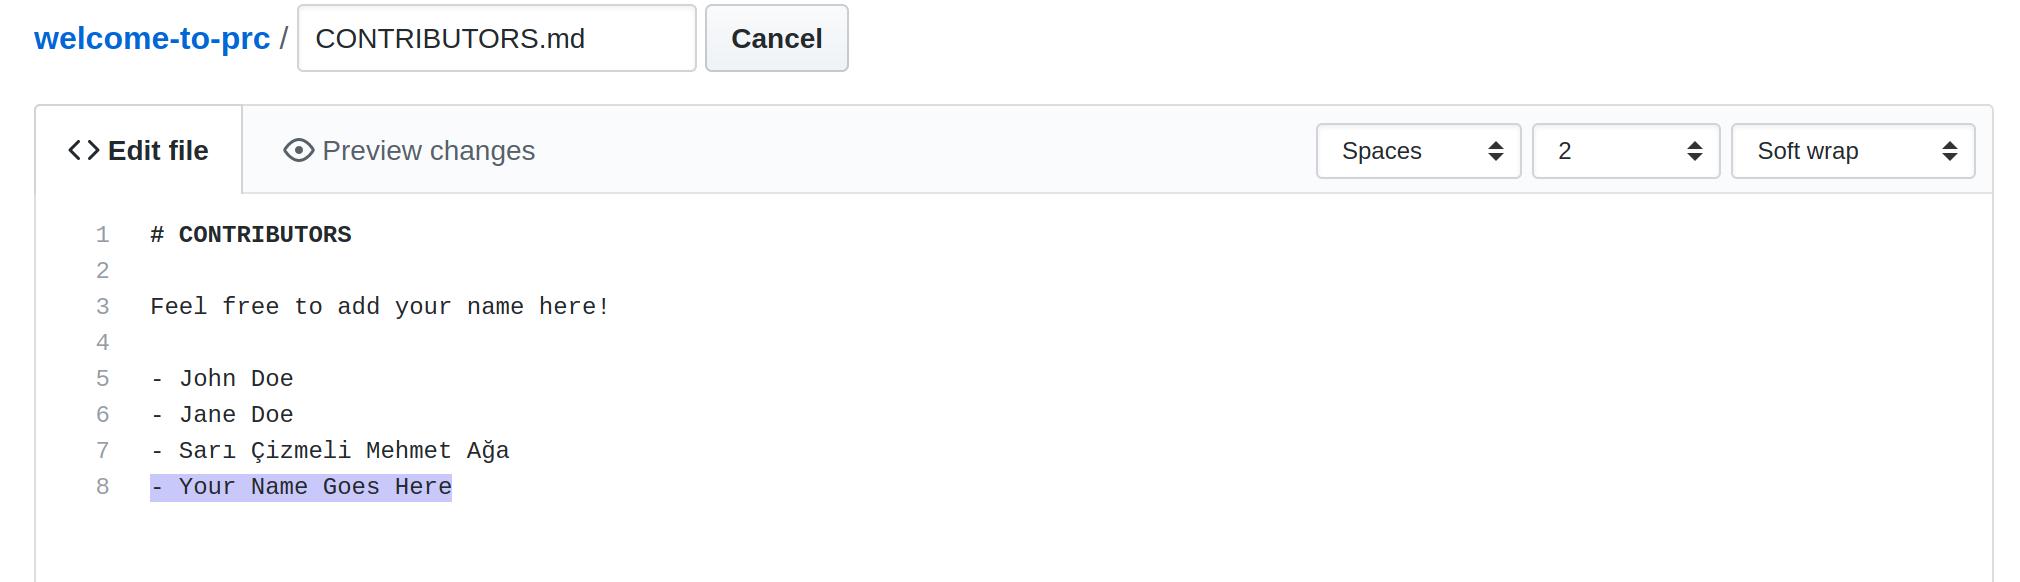 welcome-to-prc / CONTRIBUTORS.md Cancel
Edit file Preview changes Spaces 2 Soft wrap
1 # CONTRIBUTORS
2
3 Feel free to add your name here!
4
5 - John Doe
6 - Jane Doe
7 - Sarı Çizmeli Mehmet Ağa
8 - Your Name Goes Here